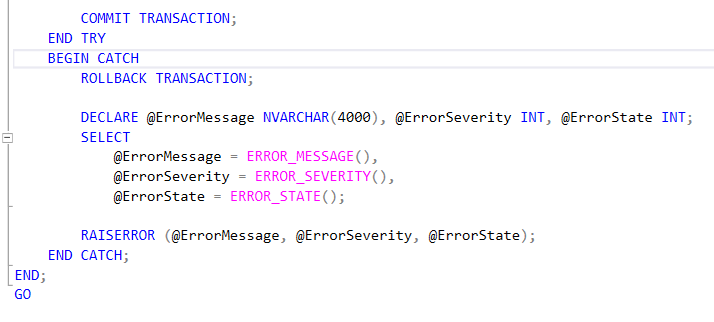 COMMIT TRANSACTION;
END TRY
BEGIN CATCH
ROLLBACK TRANSACTION;
DECLARE @ErrorMessage NVARCHAR(4000), @ErrorSeverity INT, @ErrorState INT;
SELECT
@ErrorMessage = ERROR_MESSAGE(),
@ErrorSeverity = ERROR_SEVERITY(),
@ErrorState = ERROR_STATE();
RAISERROR (@ErrorMessage, @ErrorSeverity, @ErrorState);
END CATCH;
END;
GO